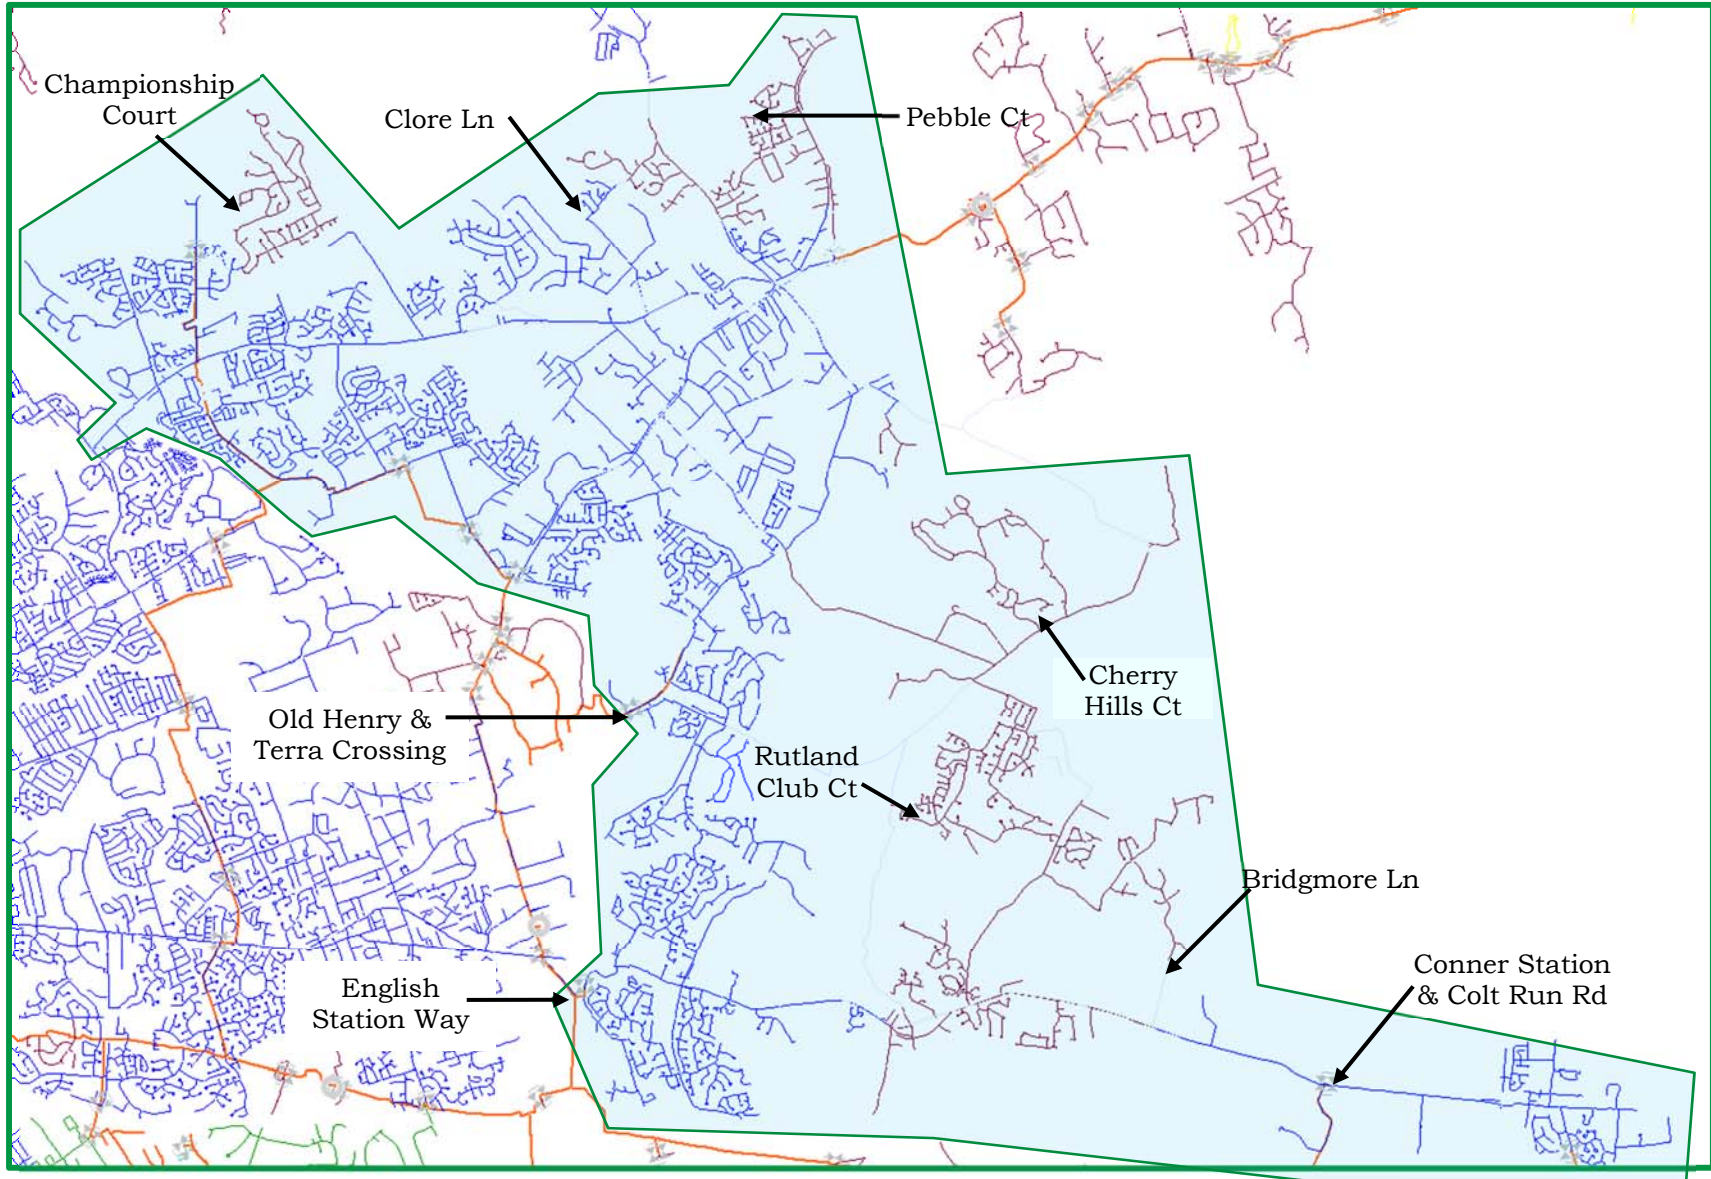 Championship
Court
Clore Ln
Pebble Ct
Cherry
Hills Ct
Old Henry &
Terra Crossing
Rutland
Club Ct
Bridgmore Ln
English
Station Way
Conner Station
& Colt Run Rd